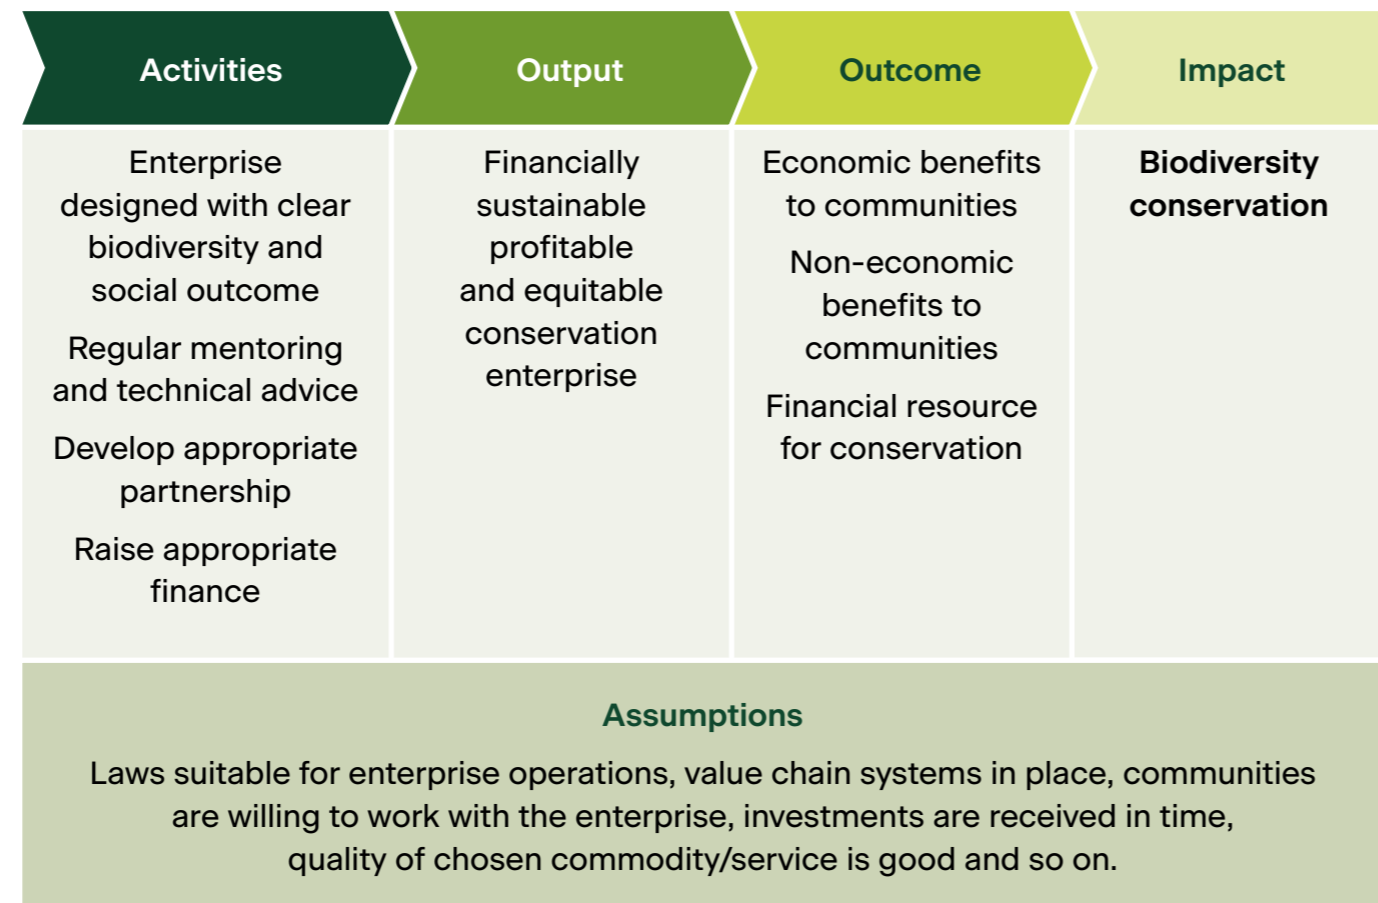 Activities
Output
Outcome
Impact
Enterprise
designed with clear
biodiversity and
social outcome
Regular mentoring
and technical advice
Develop appropriate
partnership
Raise appropriate
finance
Financially
sustainable
profitable
and equitable
conservation
enterprise
Economic benefits
to communities
Non-economic
benefits to
communities
Financial resource
for conservation
Biodiversity
conservation
Assumptions
Laws suitable for enterprise operations, value chain systems in place, communities
are willing to work with the enterprise, investments are received in time,
quality of chosen commodity/service is good and so on.